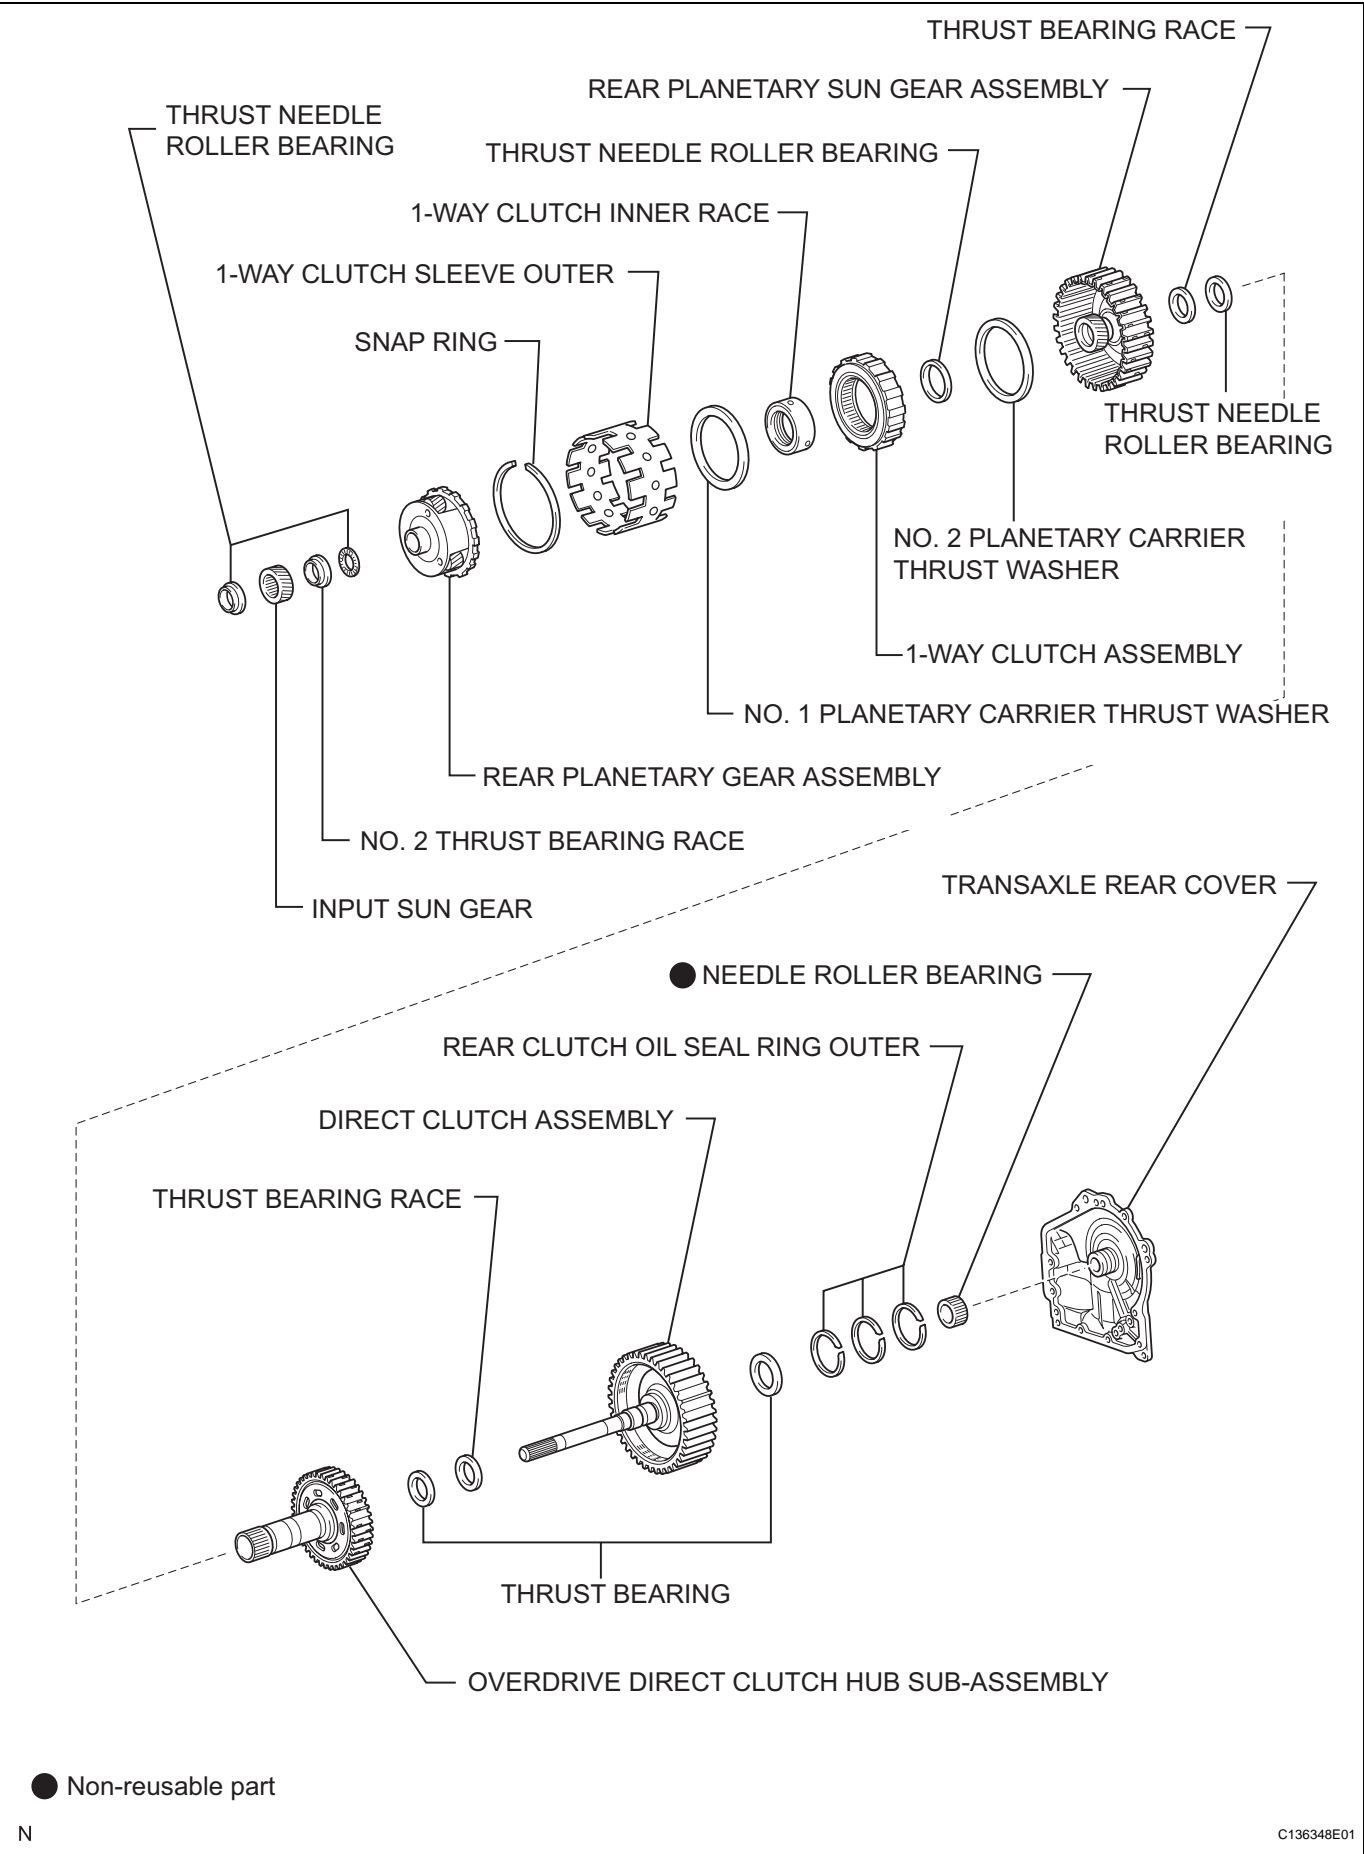 THRUST BEARING RACE
REAR PLANETARY SUN GEAR ASSEMBLY
THRUST NEEDLE
ROLLER BEARING
THRUST NEEDLE ROLLER BEARING
1-WAY CLUTCH INNER RACE
1-WAY CLUTCH SLEEVE OUTER
SNAP RING
THRUST NEEDLE
ROLLER BEARING
NO. 2 PLANETARY CARRIER
THRUST WASHER
1-WAY CLUTCH ASSEMBLY
NO. 1 PLANETARY CARRIER THRUST WASHER
REAR PLANETARY GEAR ASSEMBLY
NO. 2 THRUST BEARING RACE
INPUT SUN GEAR
TRANSAXLE REAR COVER
NEEDLE ROLLER BEARING
REAR CLUTCH OIL SEAL RING OUTER
DIRECT CLUTCH ASSEMBLY
THRUST BEARING RACE
THRUST BEARING
OVERDRIVE DIRECT CLUTCH HUB SUB-ASSEMBLY
Non-reusable part
N
C136348E01